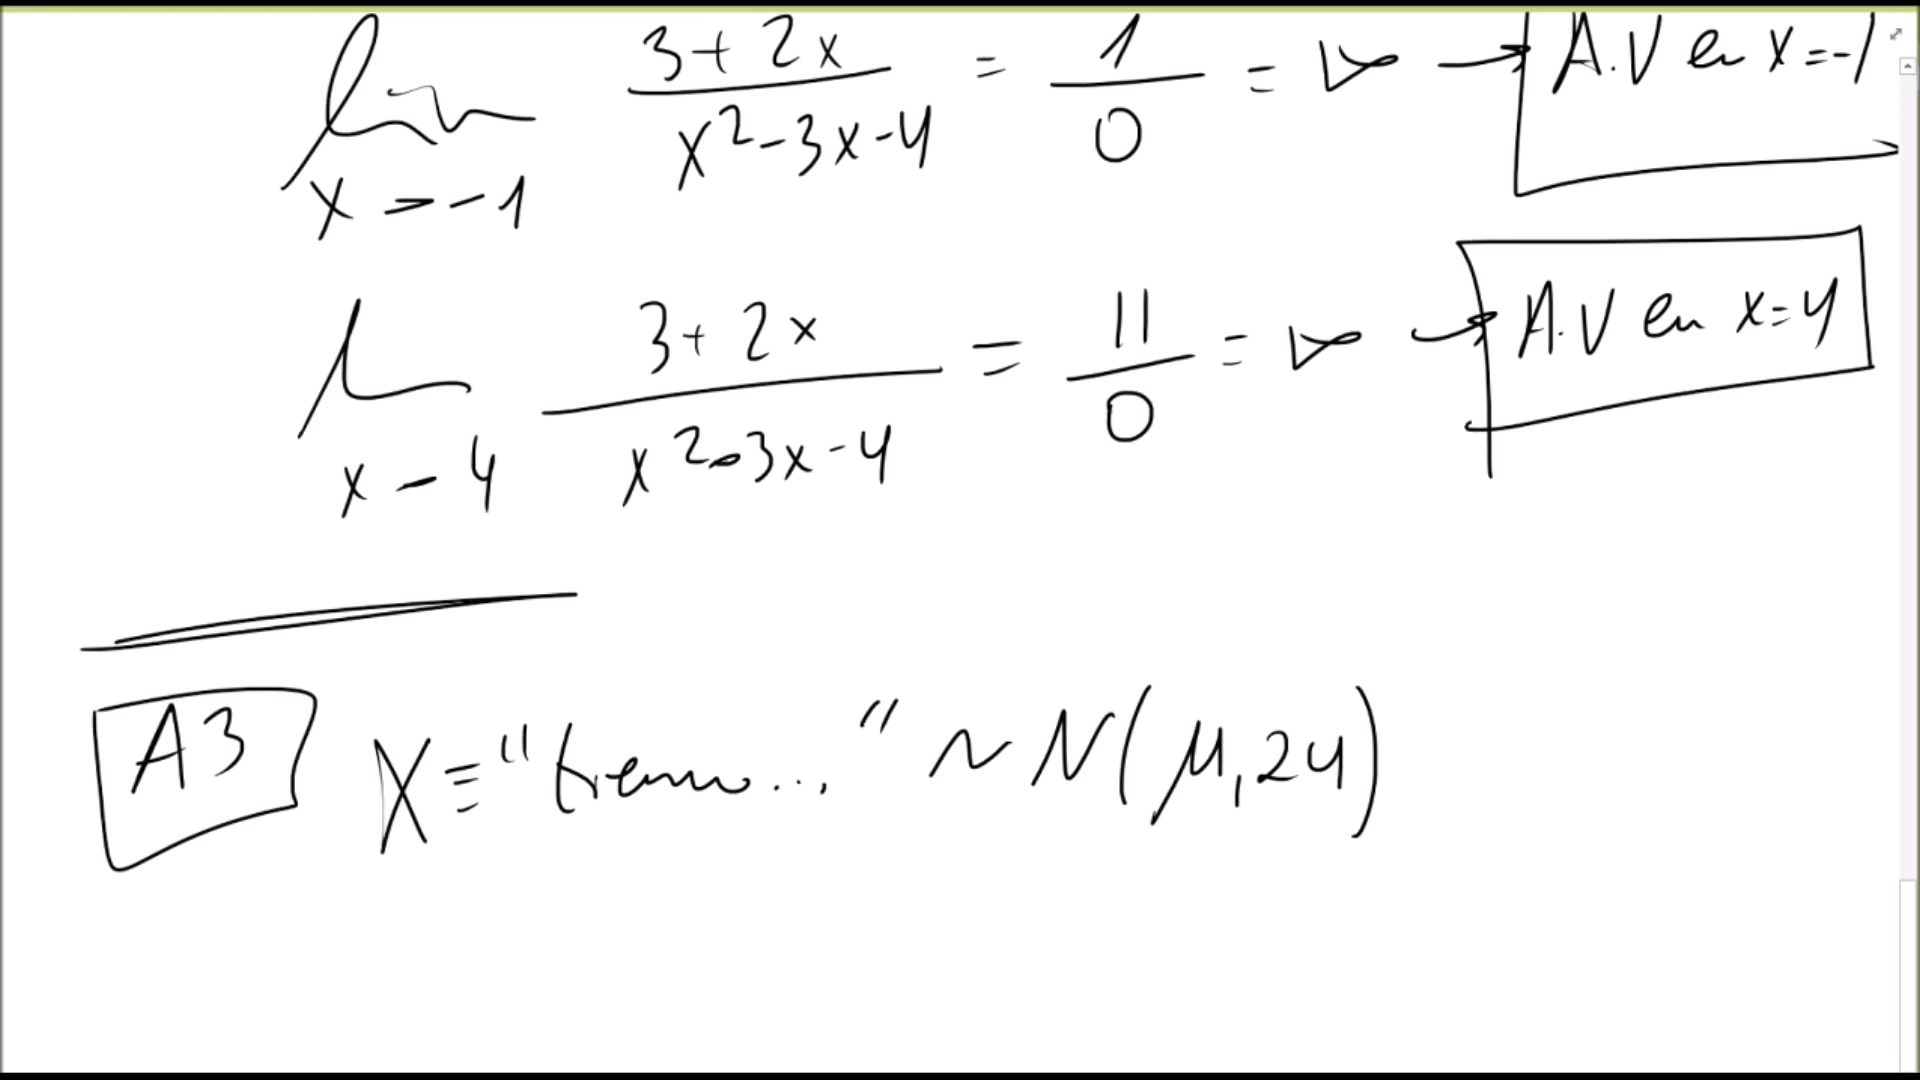 lim 3+2x / x²-3x-4 = 1/0 = ∞ → A.V en x=-1
x→-1
lim 3+2x / x²-3x-4 = 11/0 = ∞ → A.V en x=4
x→4
A3 X≡"..." ~ N(μ,24)